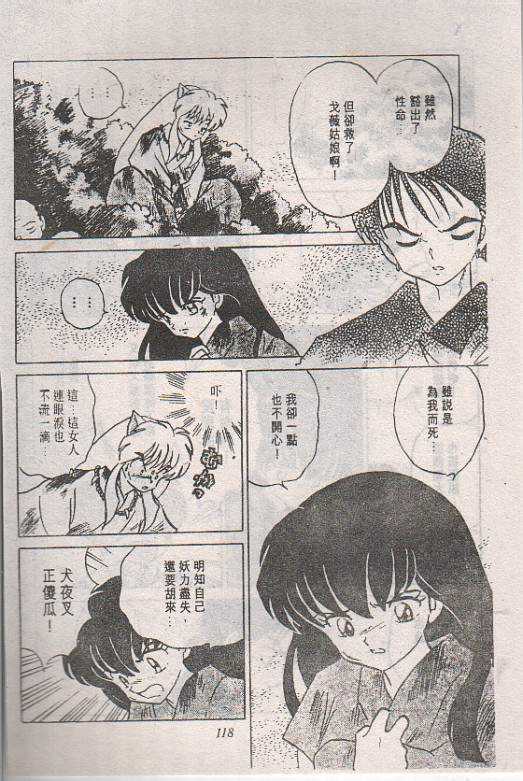 雖然
豁出了
性命…
但卻救了
戈薇姑娘啊！
……
……
雖說是
為我而死…
我卻一點
也不開心！
吓！
這…這女人
連眼淚也
不流一滴…
明知自己
妖力盡失，
還要胡來…
犬夜叉
正傻瓜！
118